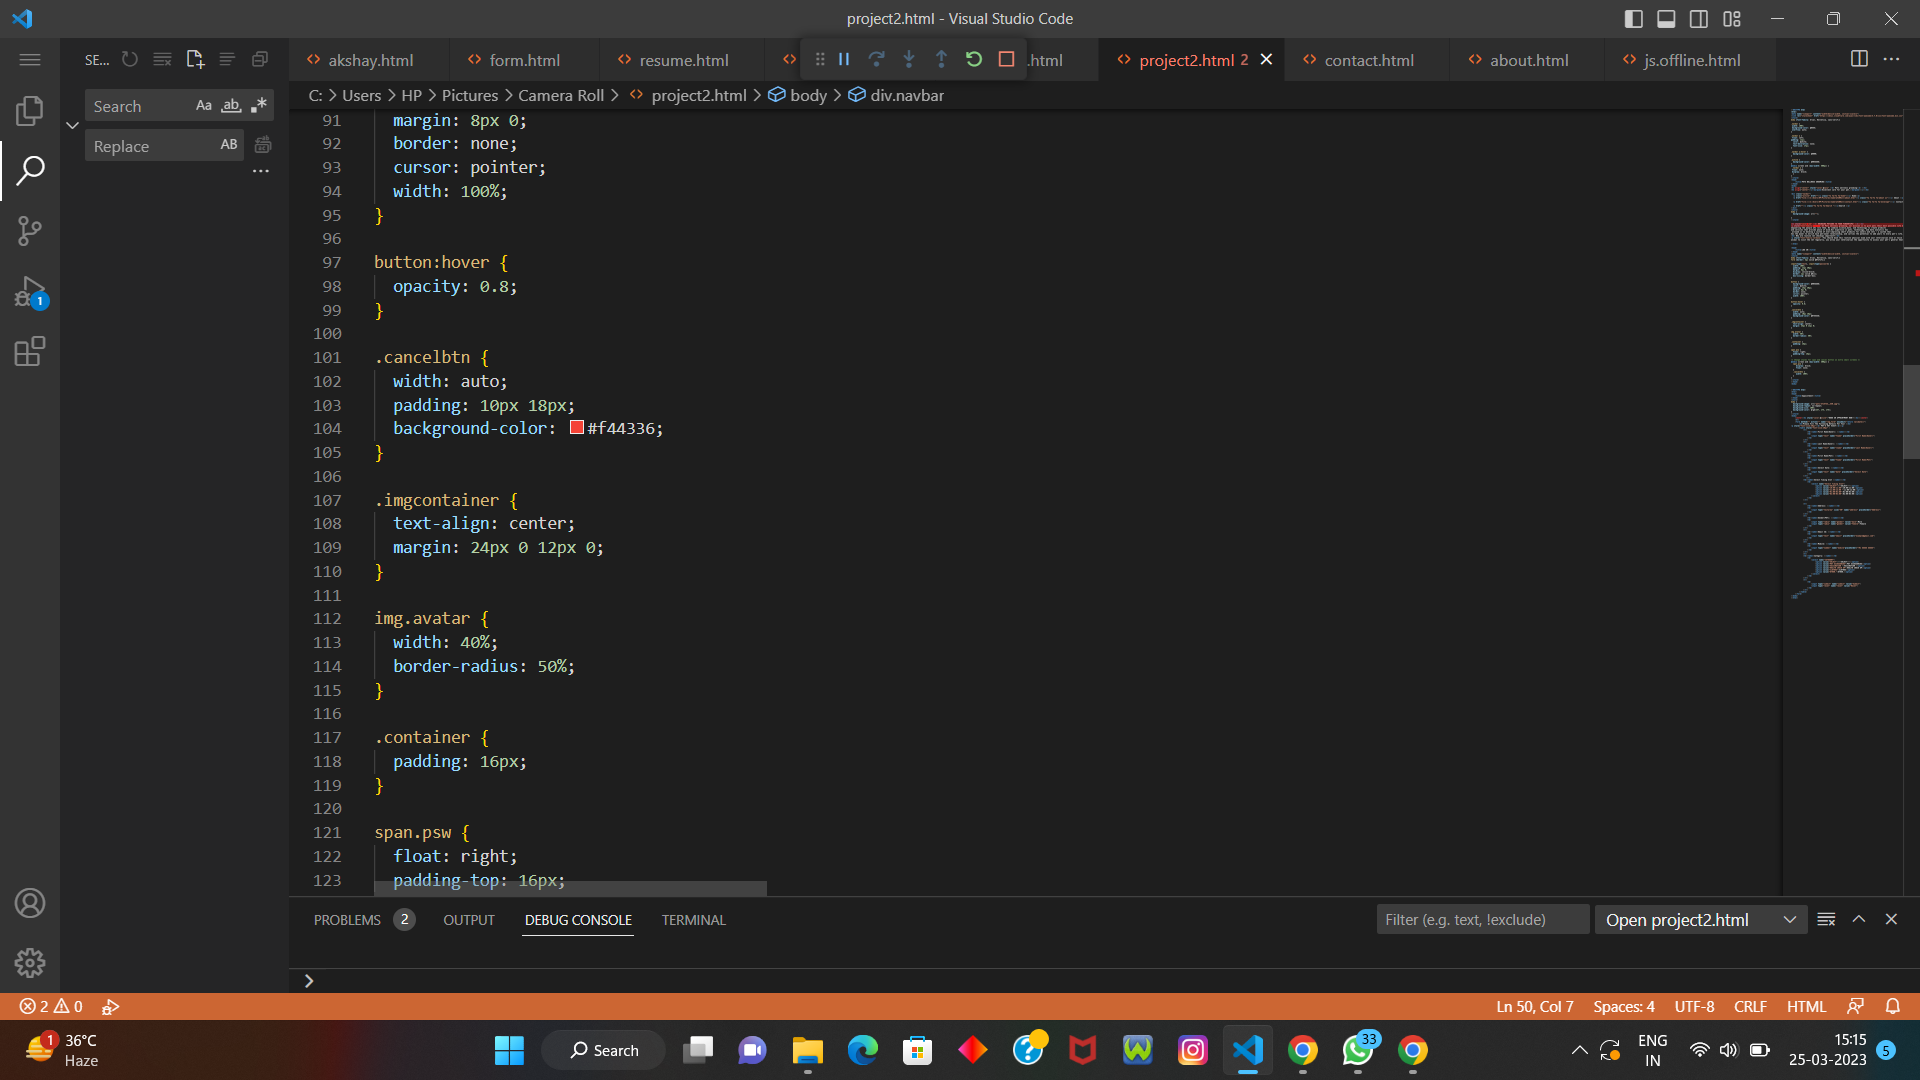 project2.html - Visual Studio Code
SE...
akshay.html
form.html
resume.html
.html
project2.html 2
contact.html
about.html
js.offline.html
C: > Users > HP > Pictures > Camera Roll > project2.html > body > div.navbar
Search Aa ab
Replace AB
91 margin: 8px 0;
92 border: none;
93 cursor: pointer;
94 width: 100%;
95 }
96
97 button:hover {
98 opacity: 0.8;
99 }
100
101 .cancelbtn {
102 width: auto;
103 padding: 10px 18px;
104 background-color: #f44336;
105 }
106
107 .imgcontainer {
108 text-align: center;
109 margin: 24px 0 12px 0;
110 }
111
112 img.avatar {
113 width: 40%;
114 border-radius: 50%;
115 }
116
117 .container {
118 padding: 16px;
119 }
120
121 span.psw {
122 float: right;
123 padding-top: 16px;
1
PROBLEMS 2 OUTPUT DEBUG CONSOLE TERMINAL
Filter (e.g. text, !exclude)
Open project2.html
2 0
Ln 50, Col 7 Spaces: 4 UTF-8 CRLF HTML
1 36°C
Haze
Search
33
ENG
IN
15:15
25-03-2023
5